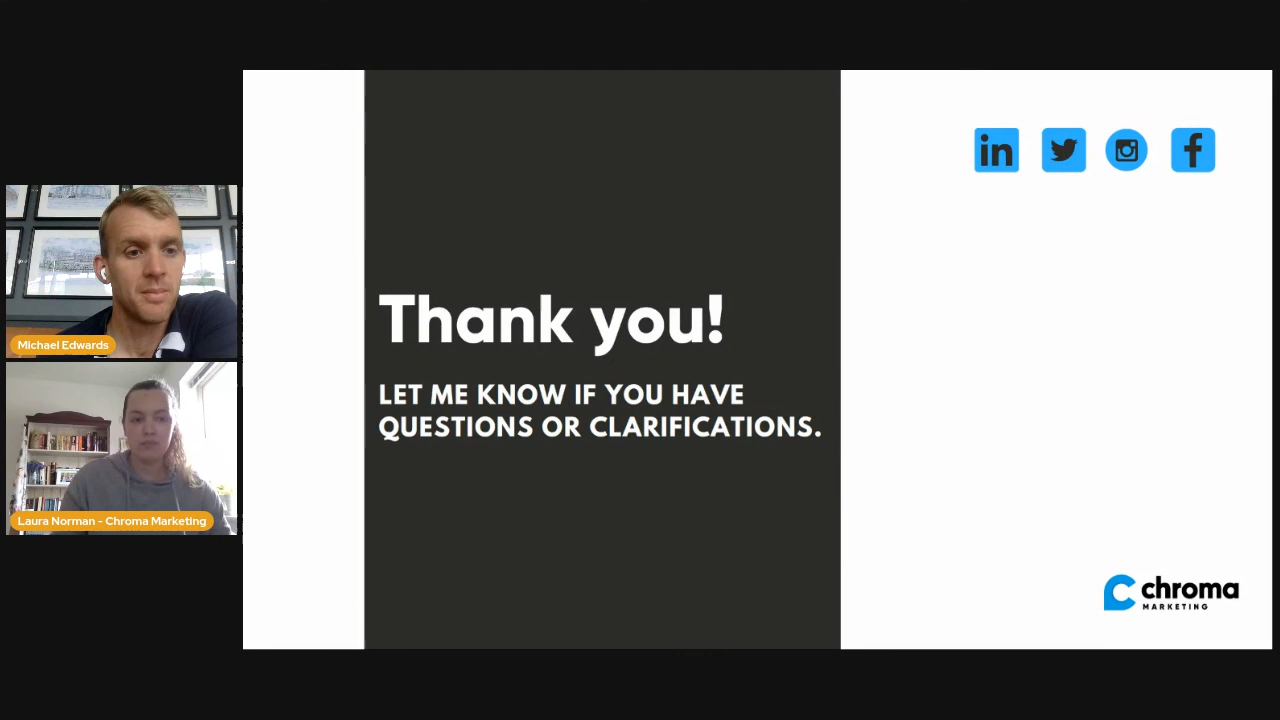 Michael Edwards
Laura Norman - Chroma Marketing
in
f
Thank you!
LET ME KNOW IF YOU HAVE
QUESTIONS OR CLARIFICATIONS.
chroma
MARKETING